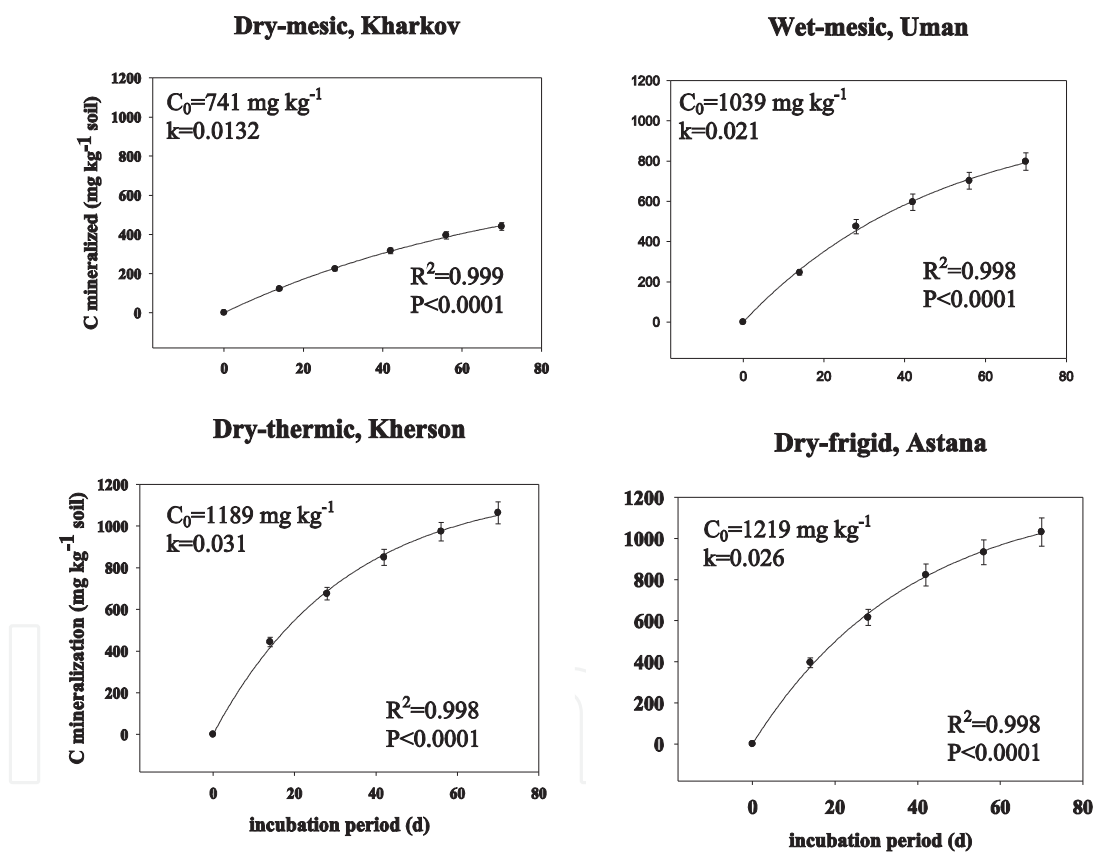 Dry-mesic, Kharkov
C mineralized (mg kg-1 soil)
1200
1000
800
600
400
200
0
C0=741 mg kg-1
k=0.0132
R2=0.999
P<0.0001
0 20 40 60 80
Wet-mesic, Uman
1200
1000
800
600
400
200
0
C0=1039 mg kg-1
k=0.021
R2=0.998
P<0.0001
0 20 40 60 80
Dry-thermic, Kherson
C mineralization (mg kg-1 soil)
1200
1000
800
600
400
200
0
C0=1189 mg kg-1
k=0.031
R2=0.998
P<0.0001
0 20 40 60 80
incubation period (d)
Dry-frigid, Astana
1200
1000
800
600
400
200
0
C0=1219 mg kg-1
k=0.026
R2=0.998
P<0.0001
0 20 40 60 80
incubation period (d)